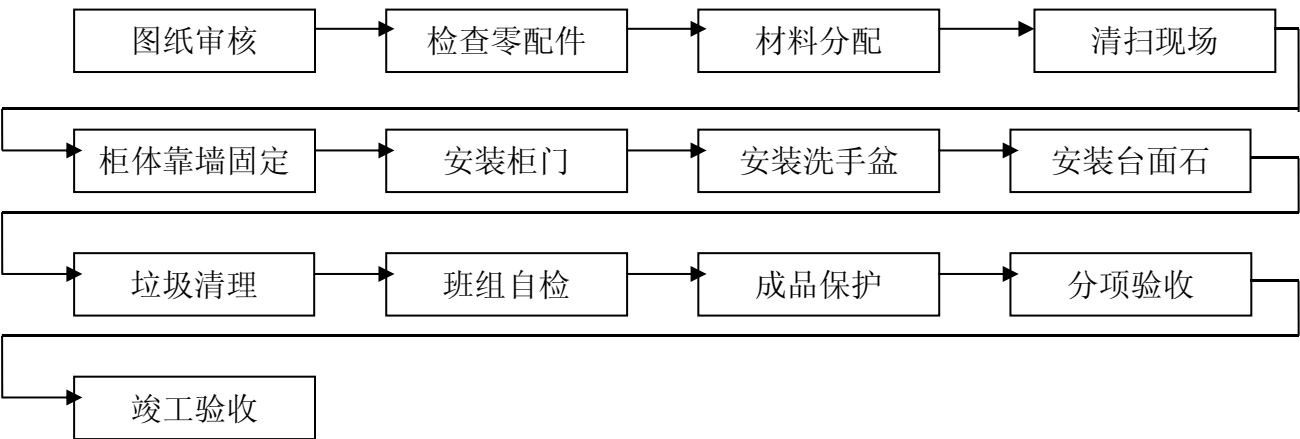 图纸审核 检查零配件 材料分配 清扫现场
柜体靠墙固定 安装柜门 安装洗手盆 安装台面石
垃圾清理 班组自检 成品保护 分项验收
竣工验收